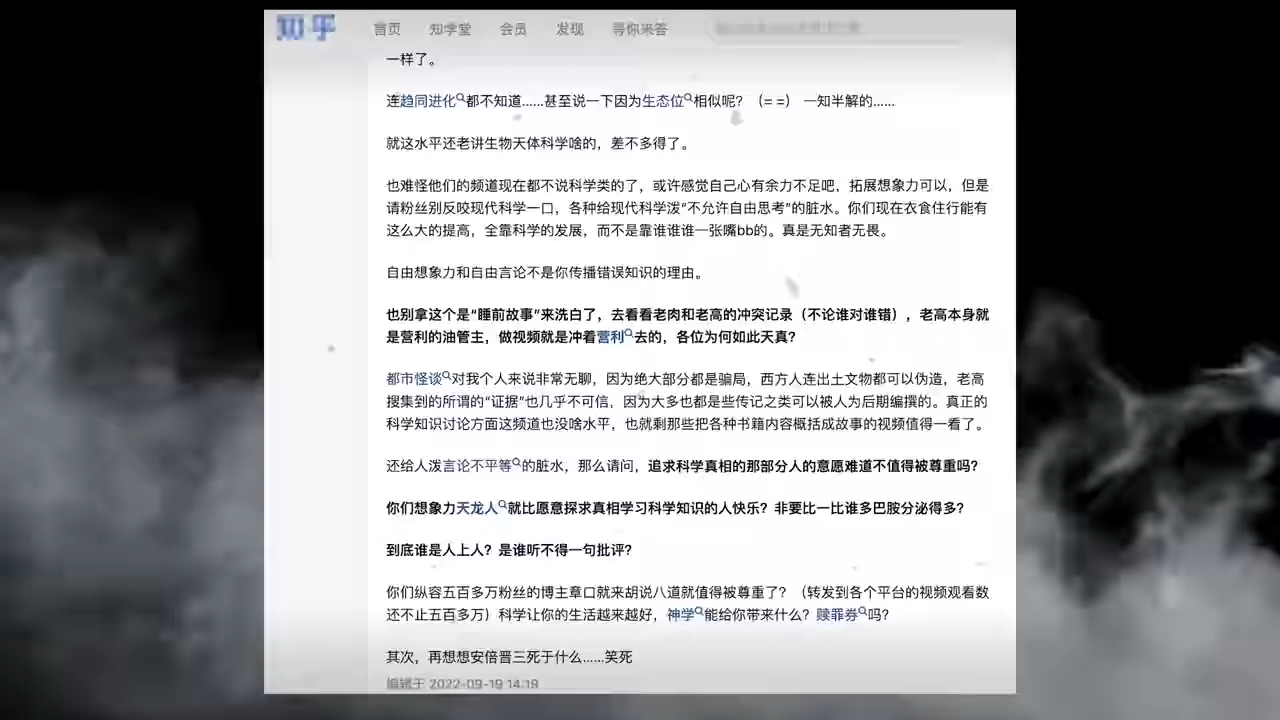 知乎
首页 知学堂 会员 发现 等你来答
一样了。
连趋同进化都不知道……甚至说一下因为生态位相似呢？（= =） 一知半解的……
就这水平还老讲生物天体科学啥的，差不多得了。
也难怪他们的频道现在都不说科学类的了，或许感觉自己心有余力不足吧，拓展想象力可以，但是
请粉丝别反咬现代科学一口，各种给现代科学泼“不允许自由思考”的脏水。你们现在衣食住行能有
这么大的提高，全靠科学的发展，而不是靠谁谁谁一张嘴bb的。真是无知者无畏。
自由想象力和自由言论不是你传播错误知识的理由。
也别拿这个是“睡前故事”来洗白了，去看看老肉和老高的冲突记录（不论谁对谁错），老高本身就
是营利的油管主，做视频就是冲着营利去的，各位为何如此天真？
都市怪谈对我个人来说非常无聊，因为绝大部分都是骗局，西方人连出土文物都可以伪造，老高
搜集到的所谓的“证据”也几乎不可信，因为大多也都是些传记之类可以被人为后期编撰的。真正的
科学知识讨论方面这频道也没啥水平，也就剩那些把各种书籍内容概括成故事的视频值得一看了。
还给人泼言论不平等的脏水，那么请问，追求科学真相的那部分人的意愿难道不值得被尊重吗？
你们想象力天龙人就比愿意探求真相学习科学知识的人快乐？非要比一比谁多巴胺分泌得多？
到底谁是人上人？是谁听不得一句批评？
你们纵容五百多万粉丝的博主章口就来胡说八道就值得被尊重了？（转发到各个平台的视频观看数
还不止五百多万）科学让你的生活越来越好，神学能给你带来什么？赎罪券吗？
其次，再想想安倍晋三死于什么……笑死
编辑于 2022-09-19 14:19